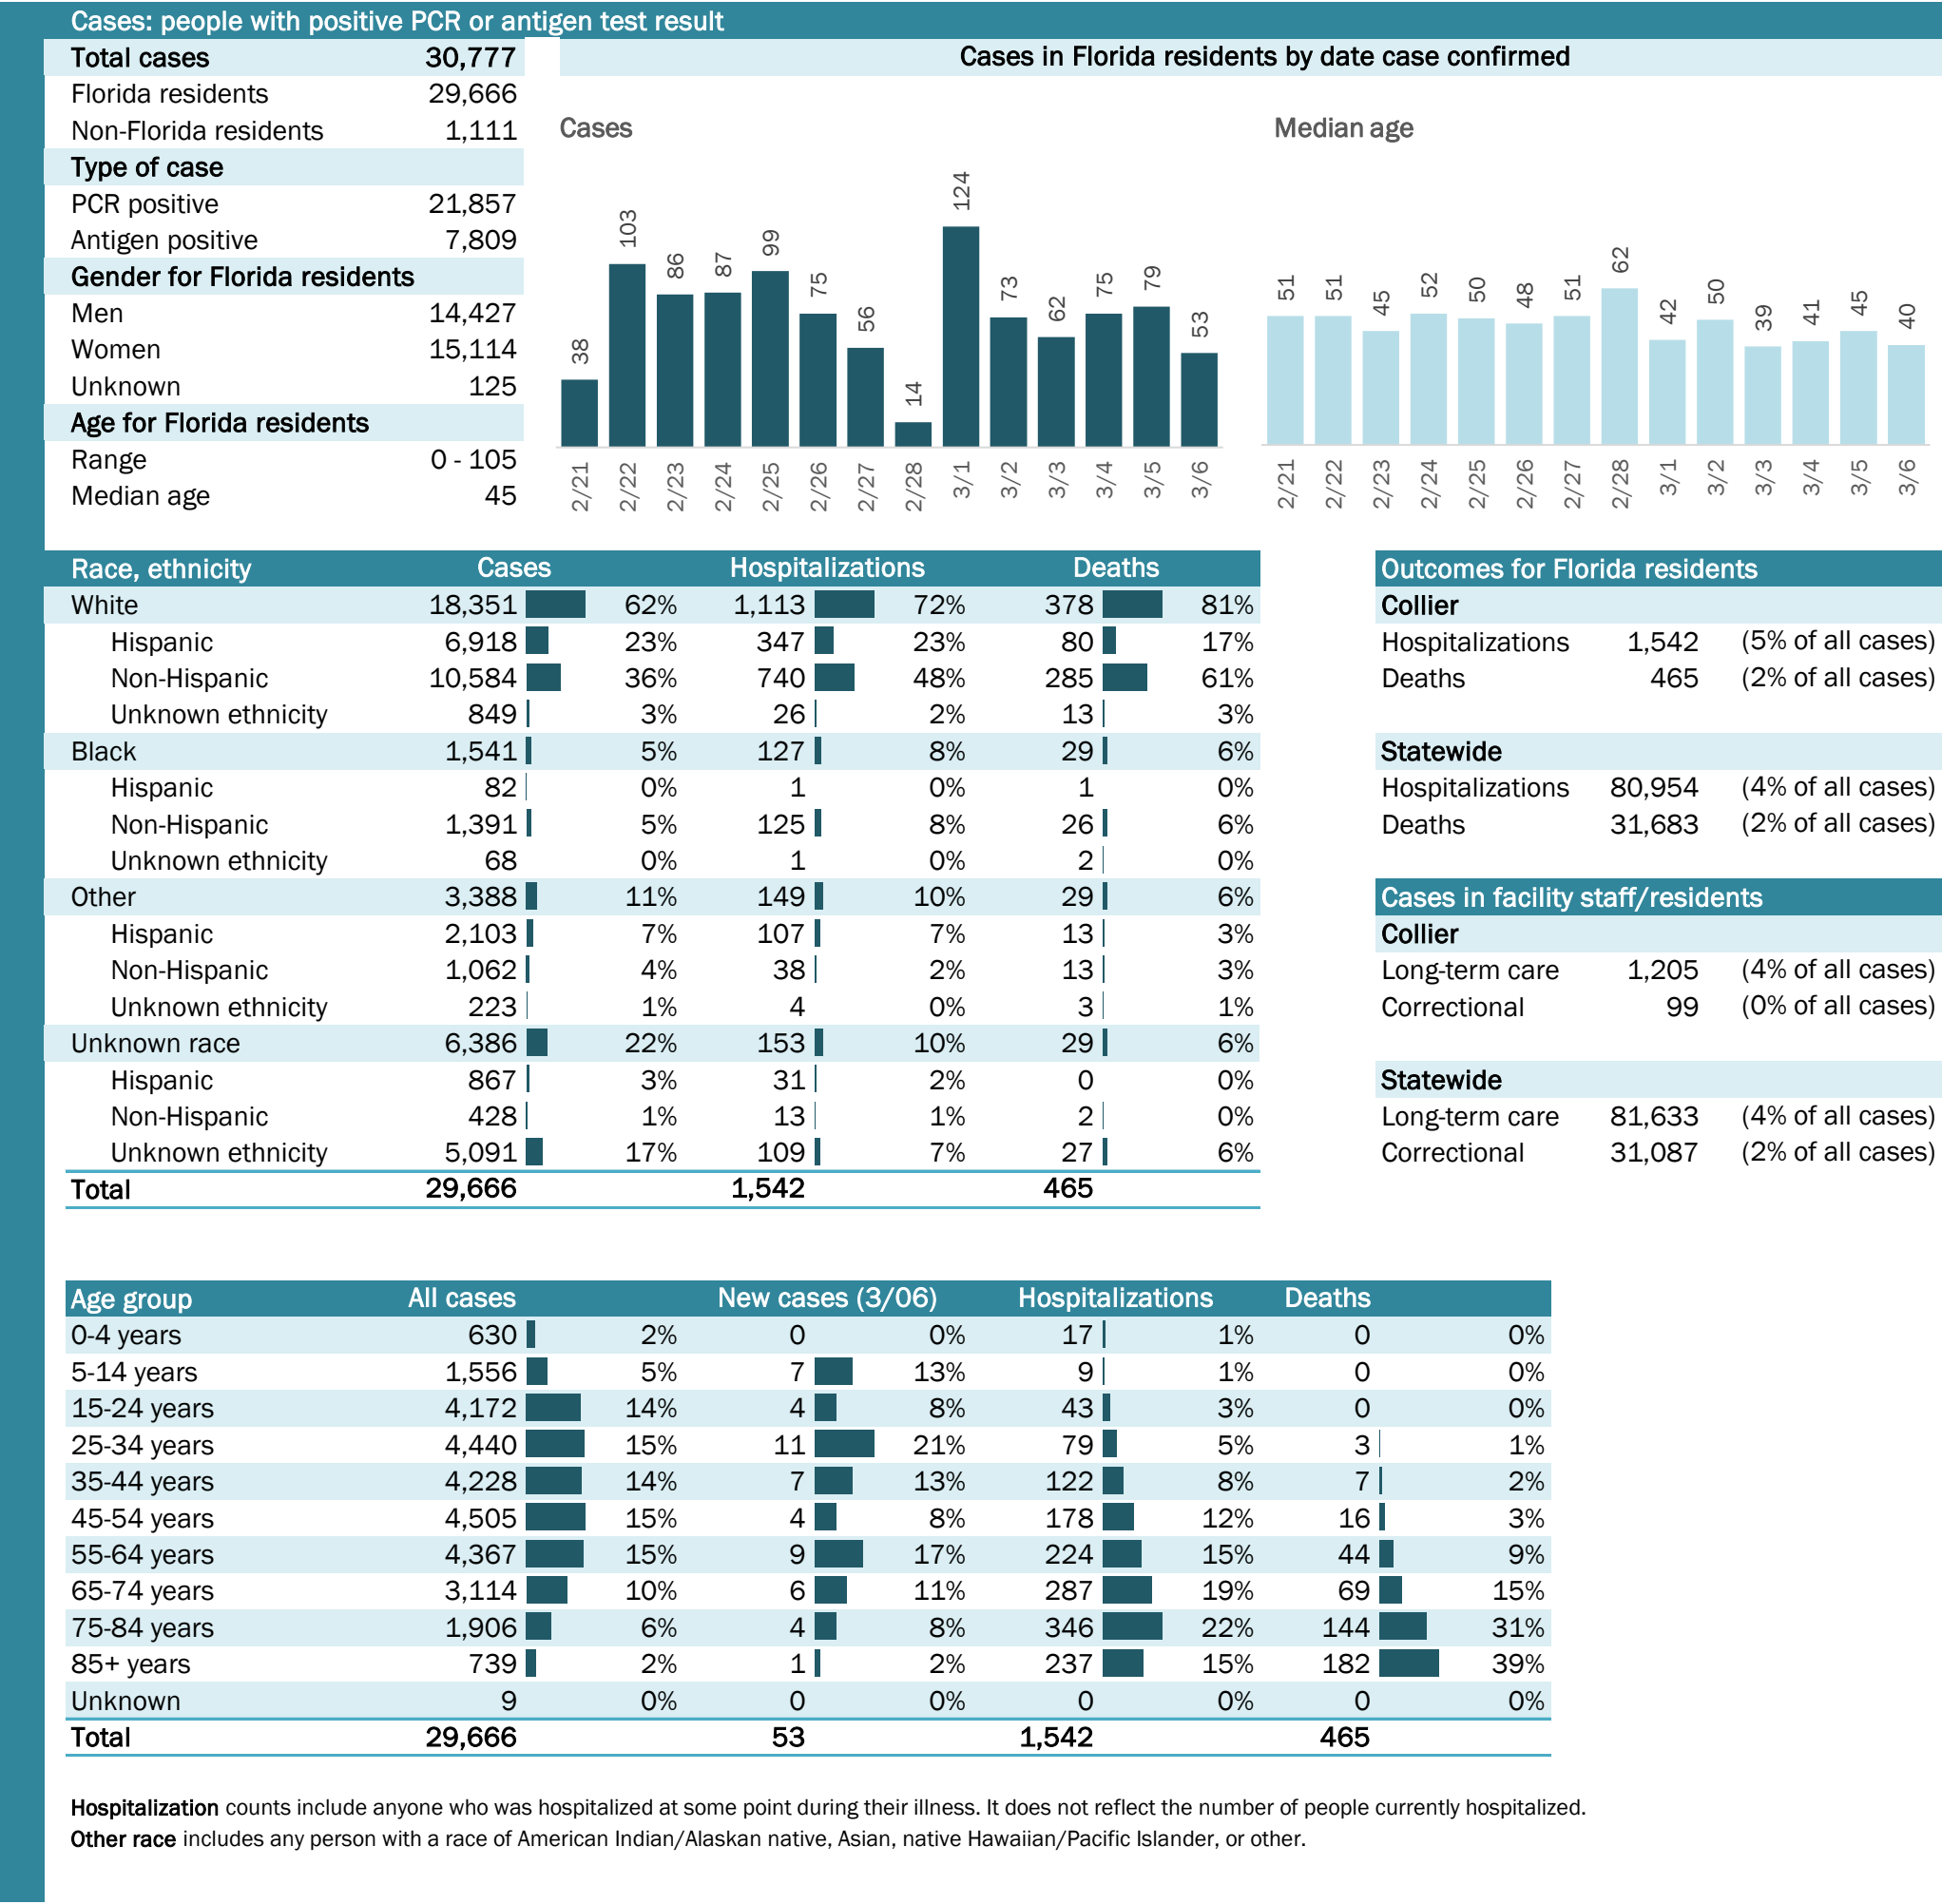 Cases: people with positive PCR or antigen test result
Total cases 30,777
Florida residents 29,666
Non-Florida residents 1,111
Type of case
PCR positive 21,857
Antigen positive 7,809
Gender for Florida residents
Men 14,427
Women 15,114
Unknown 125
Age for Florida residents
Range 0 - 105
Median age 45
Cases in Florida residents by date case confirmed
Cases
38 103 86 87 99 75 56 14 124 73 62 75 79 53
2/21 2/22 2/23 2/24 2/25 2/26 2/27 2/28 3/1 3/2 3/3 3/4 3/5 3/6
Median age
51 51 45 52 50 48 51 62 42 50 39 41 45 40
2/21 2/22 2/23 2/24 2/25 2/26 2/27 2/28 3/1 3/2 3/3 3/4 3/5 3/6
Race, ethnicity Cases Hospitalizations Deaths
White 18,351 62% 1,113 72% 378 81%
Hispanic 6,918 23% 347 23% 80 17%
Non-Hispanic 10,584 36% 740 48% 285 61%
Unknown ethnicity 849 3% 26 2% 13 3%
Black 1,541 5% 127 8% 29 6%
Hispanic 82 0% 1 0% 1 0%
Non-Hispanic 1,391 5% 125 8% 26 6%
Unknown ethnicity 68 0% 1 0% 2 0%
Other 3,388 11% 149 10% 29 6%
Hispanic 2,103 7% 107 7% 13 3%
Non-Hispanic 1,062 4% 38 2% 13 3%
Unknown ethnicity 223 1% 4 0% 3 1%
Unknown race 6,386 22% 153 10% 29 6%
Hispanic 867 3% 31 2% 0 0%
Non-Hispanic 428 1% 13 1% 2 0%
Unknown ethnicity 5,091 17% 109 7% 27 6%
Total 29,666 1,542 465
Outcomes for Florida residents
Collier
Hospitalizations 1,542 (5% of all cases)
Deaths 465 (2% of all cases)
Statewide
Hospitalizations 80,954 (4% of all cases)
Deaths 31,683 (2% of all cases)
Cases in facility staff/residents
Collier
Long-term care 1,205 (4% of all cases)
Correctional 99 (0% of all cases)
Statewide
Long-term care 81,633 (4% of all cases)
Correctional 31,087 (2% of all cases)
Age group All cases New cases (3/06) Hospitalizations Deaths
0-4 years 630 2% 0 0% 17 1% 0 0%
5-14 years 1,556 5% 7 13% 9 1% 0 0%
15-24 years 4,172 14% 4 8% 43 3% 0 0%
25-34 years 4,440 15% 11 21% 79 5% 3 1%
35-44 years 4,228 14% 7 13% 122 8% 7 2%
45-54 years 4,505 15% 4 8% 178 12% 16 3%
55-64 years 4,367 15% 9 17% 224 15% 44 9%
65-74 years 3,114 10% 6 11% 287 19% 69 15%
75-84 years 1,906 6% 4 8% 346 22% 144 31%
85+ years 739 2% 1 2% 237 15% 182 39%
Unknown 9 0% 0 0% 0 0% 0 0%
Total 29,666 53 1,542 465
Hospitalization counts include anyone who was hospitalized at some point during their illness. It does not reflect the number of people currently hospitalized.
Other race includes any person with a race of American Indian/Alaskan native, Asian, native Hawaiian/Pacific Islander, or other.